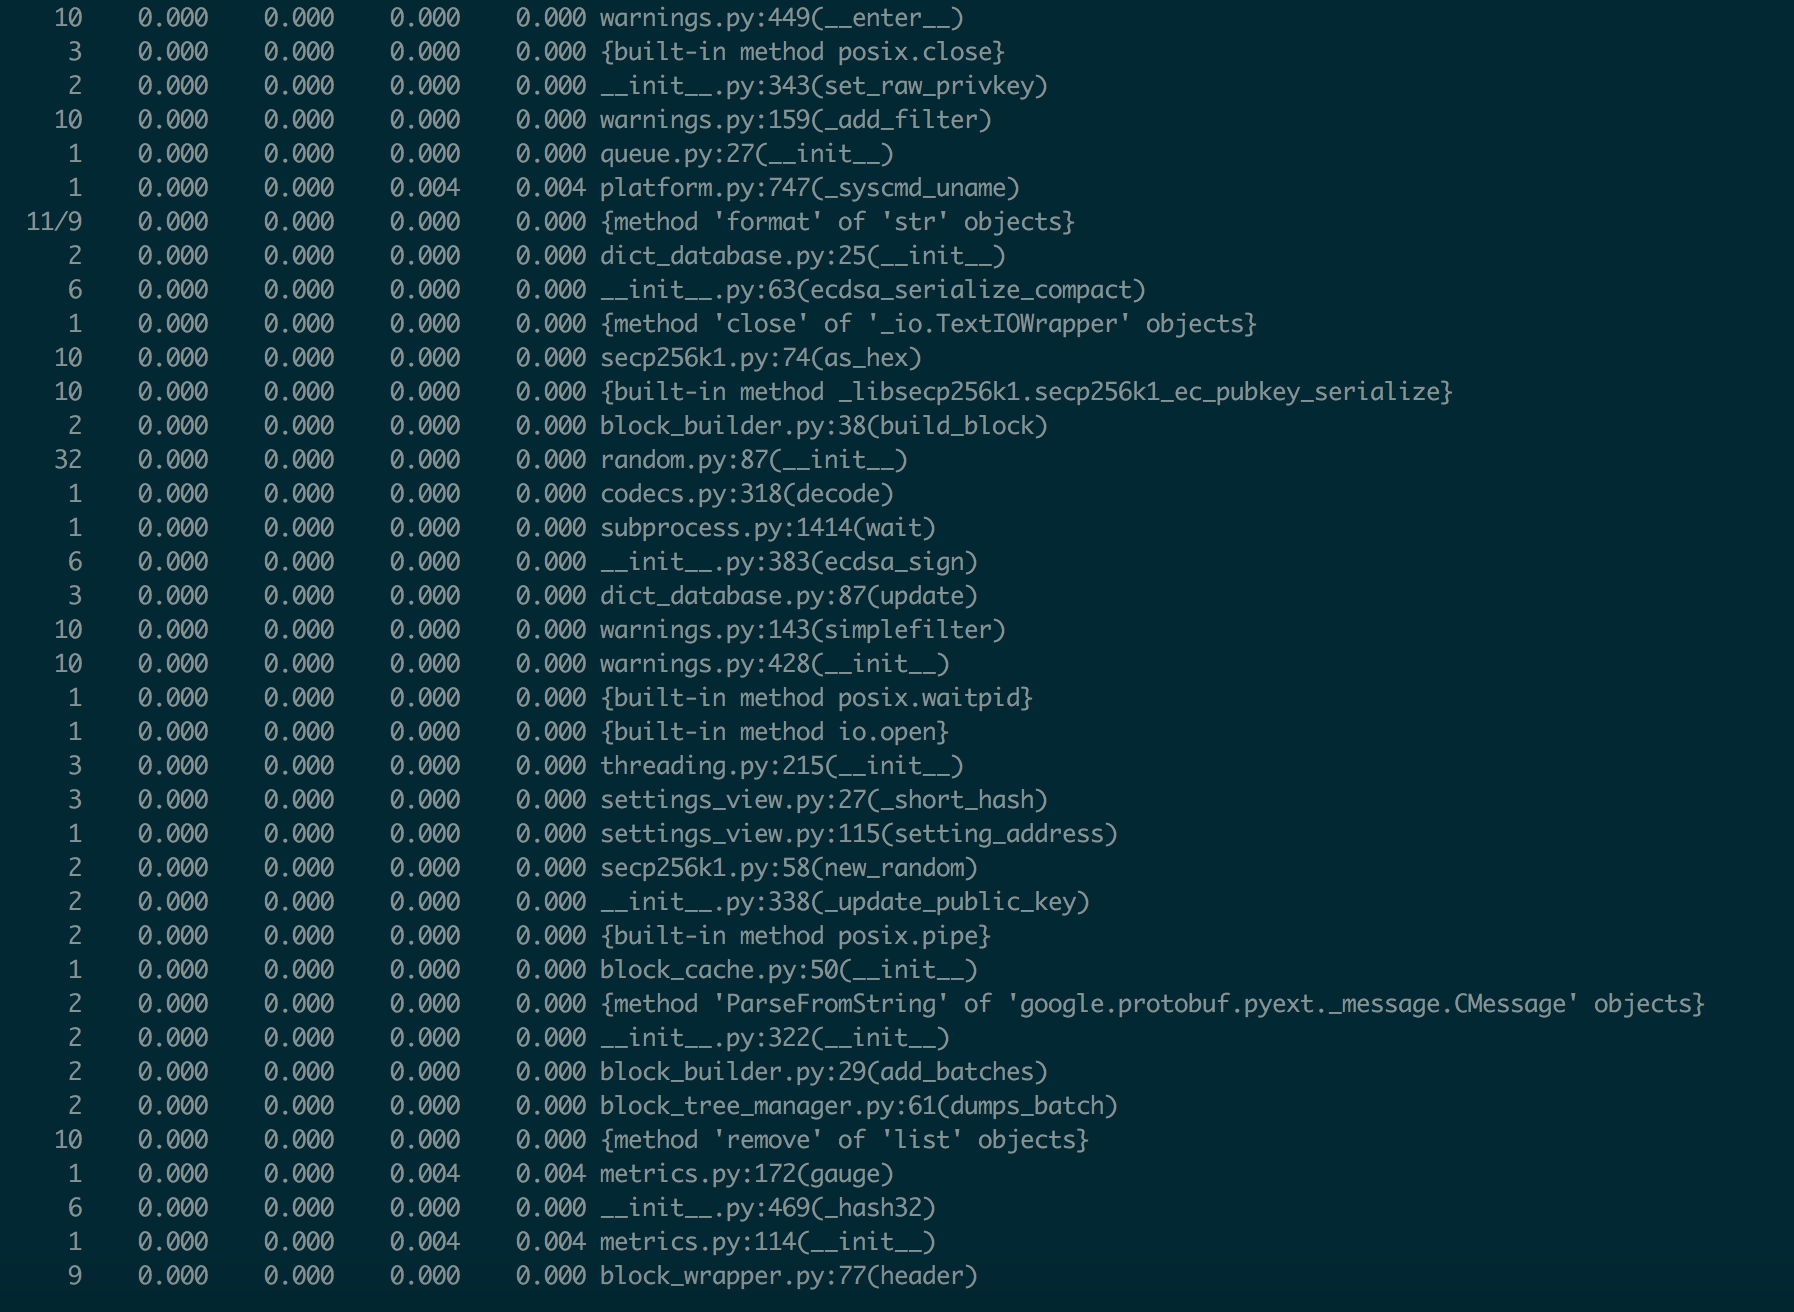 10 0.000 0.000 0.000 0.000 warnings.py:449(__enter__)
3 0.000 0.000 0.000 0.000 {built-in method posix.close}
2 0.000 0.000 0.000 0.000 __init__.py:343(set_raw_privkey)
10 0.000 0.000 0.000 0.000 warnings.py:159(_add_filter)
1 0.000 0.000 0.000 0.000 queue.py:27(__init__)
1 0.000 0.000 0.004 0.004 platform.py:747(_syscmd_uname)
11/9 0.000 0.000 0.000 0.000 {method 'format' of 'str' objects}
2 0.000 0.000 0.000 0.000 dict_database.py:25(__init__)
6 0.000 0.000 0.000 0.000 __init__.py:63(ecdsa_serialize_compact)
1 0.000 0.000 0.000 0.000 {method 'close' of '_io.TextIOWrapper' objects}
10 0.000 0.000 0.000 0.000 secp256k1.py:74(as_hex)
10 0.000 0.000 0.000 0.000 {built-in method _libsecp256k1.secp256k1_ec_pubkey_serialize}
2 0.000 0.000 0.000 0.000 block_builder.py:38(build_block)
32 0.000 0.000 0.000 0.000 random.py:87(__init__)
1 0.000 0.000 0.000 0.000 codecs.py:318(decode)
1 0.000 0.000 0.000 0.000 subprocess.py:1414(wait)
6 0.000 0.000 0.000 0.000 __init__.py:383(ecdsa_sign)
3 0.000 0.000 0.000 0.000 dict_database.py:87(update)
10 0.000 0.000 0.000 0.000 warnings.py:143(simplefilter)
10 0.000 0.000 0.000 0.000 warnings.py:428(__init__)
1 0.000 0.000 0.000 0.000 {built-in method posix.waitpid}
1 0.000 0.000 0.000 0.000 {built-in method io.open}
3 0.000 0.000 0.000 0.000 threading.py:215(__init__)
3 0.000 0.000 0.000 0.000 settings_view.py:27(_short_hash)
1 0.000 0.000 0.000 0.000 settings_view.py:115(setting_address)
2 0.000 0.000 0.000 0.000 secp256k1.py:58(new_random)
2 0.000 0.000 0.000 0.000 __init__.py:338(_update_public_key)
2 0.000 0.000 0.000 0.000 {built-in method posix.pipe}
1 0.000 0.000 0.000 0.000 block_cache.py:50(__init__)
2 0.000 0.000 0.000 0.000 {method 'ParseFromString' of 'google.protobuf.pyext._message.CMessage' objects}
2 0.000 0.000 0.000 0.000 __init__.py:322(__init__)
2 0.000 0.000 0.000 0.000 block_builder.py:29(add_batches)
2 0.000 0.000 0.000 0.000 block_tree_manager.py:61(dumps_batch)
10 0.000 0.000 0.000 0.000 {method 'remove' of 'list' objects}
1 0.000 0.000 0.004 0.004 metrics.py:172(gauge)
6 0.000 0.000 0.000 0.000 __init__.py:469(_hash32)
1 0.000 0.000 0.004 0.004 metrics.py:114(__init__)
9 0.000 0.000 0.000 0.000 block_wrapper.py:77(header)